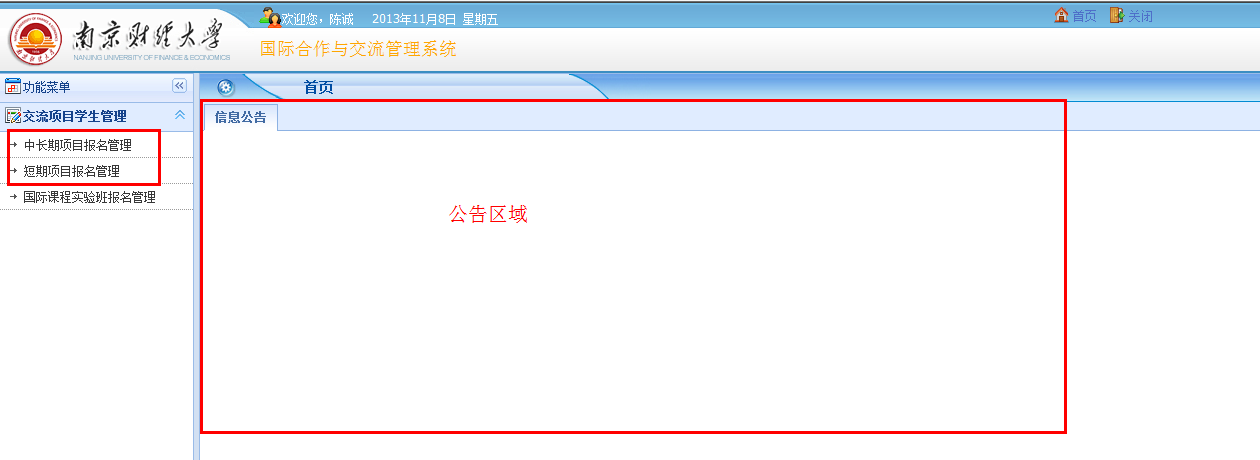 欢迎您，陈诚 2013年11月8日 星期五
首页 关闭
南京财经大学
NANJING UNIVERSITY OF FINANCE & ECONOMICS
国际合作与交流管理系统
功能菜单
首页
交流项目学生管理
信息公告
中长期项目报名管理
短期项目报名管理
国际课程实验班报名管理
公告区域